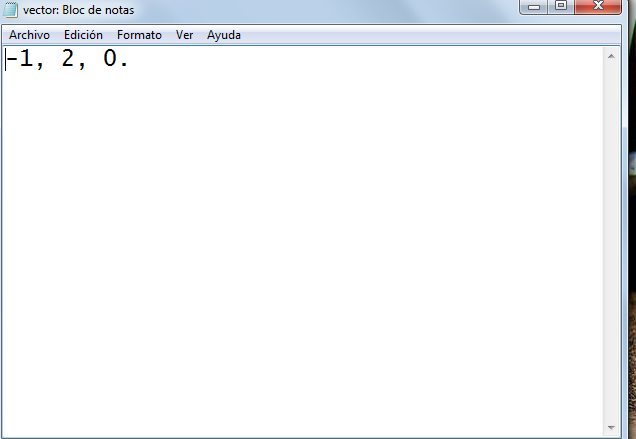 vector: Bloc de notas
Archivo Edición Formato Ver Ayuda
-1, 2, 0.